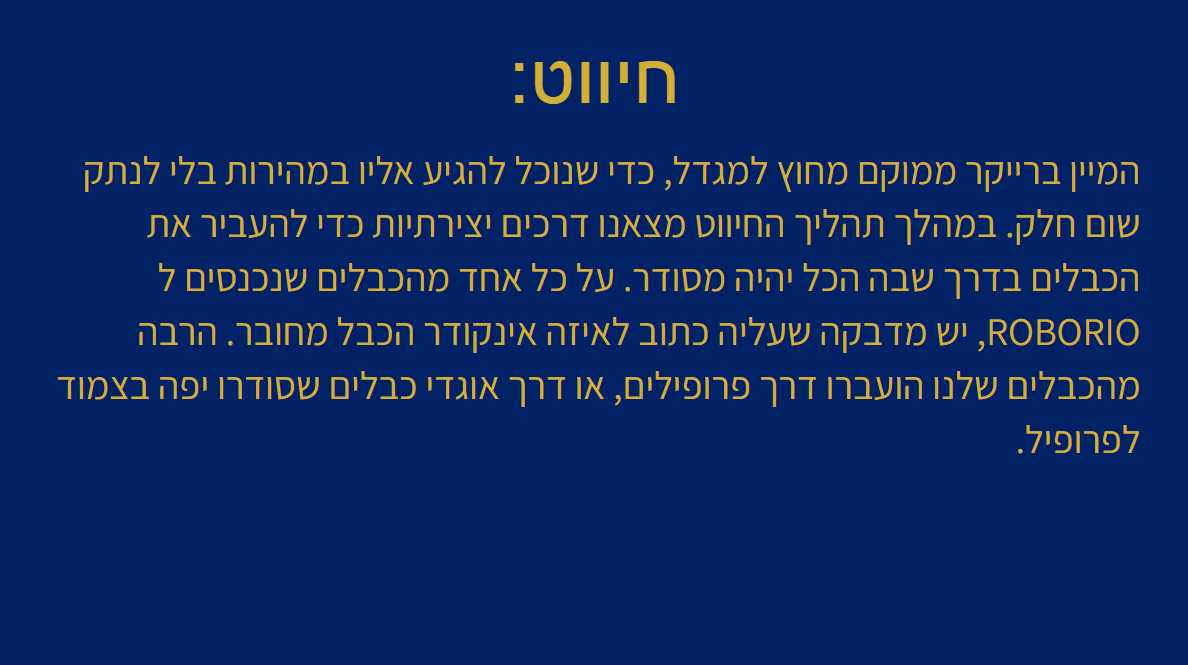 חיווט:
המיין ברייקר ממוקם מחוץ למגדל, כדי שנוכל להגיע אליו במהירות בלי לנתק
שום חלק. במהלך תהליך החיווט מצאנו דרכים יצירתיות כדי להעביר את
הכבלים בדרך שבה הכל יהיה מסודר. על כל אחד מהכבלים שנכנסים ל
ROBORIO, יש מדבקה שעליה כתוב לאיזה אינקודר הכבל מחובר. הרבה
מהכבלים שלנו הועברו דרך פרופילים, או דרך אוגדי כבלים שסודרו יפה בצמוד
לפרופיל.